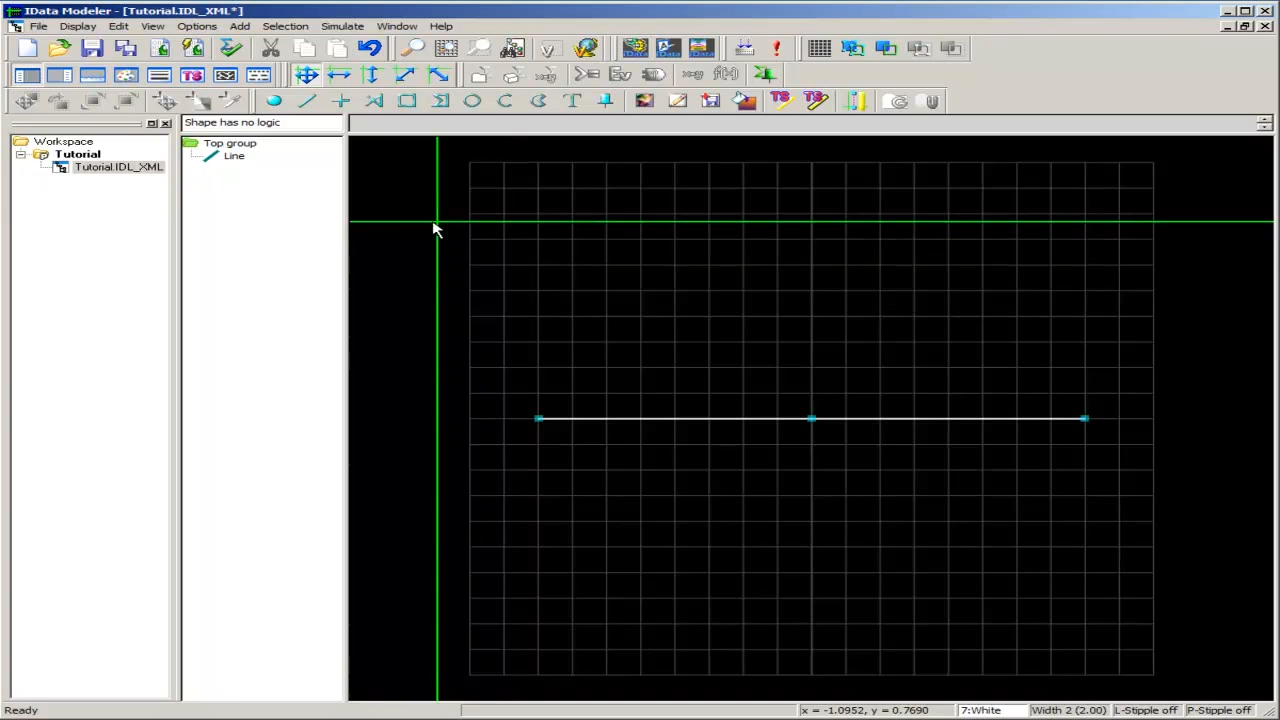 IData Modeler - [Tutorial.IDL_XML*]
File Display Edit View Options Add Selection Simulate Window Help
Shape has no logic
Workspace
Tutorial
Tutorial.IDL_XML
Top group
Line
Ready
x = -1.0952, y = 0.7690
7:White
Width 2 (2.00)
L-Stipple off
P-Stipple off